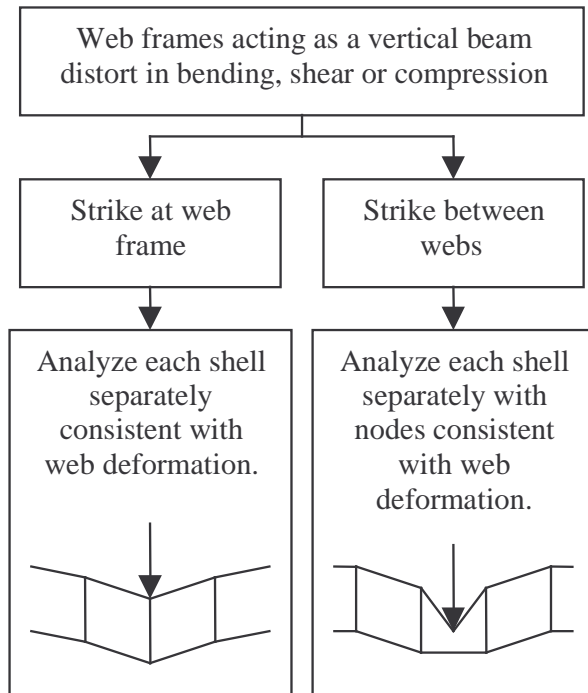 Web frames acting as a vertical beam
distort in bending, shear or compression
Strike at web
frame
Strike between
webs
Analyze each shell
separately
consistent with
web deformation.
Analyze each shell
separately with
nodes consistent
with web
deformation.